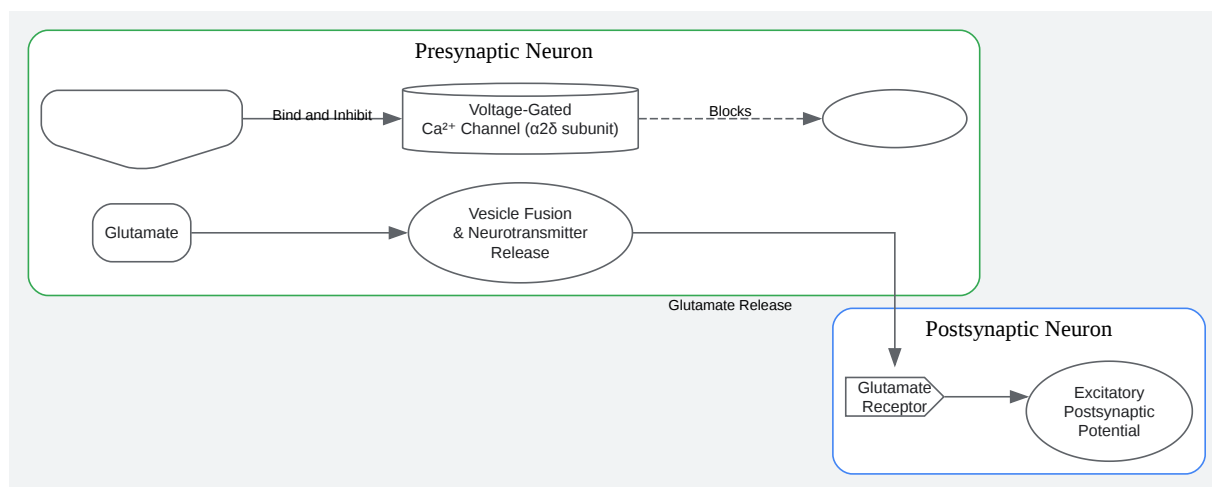 Presynaptic Neuron
Bind and Inhibit
Voltage-Gated
Ca²⁺ Channel (α2δ subunit)
Blocks
Glutamate
Vesicle Fusion
& Neurotransmitter
Release
Glutamate Release
Postsynaptic Neuron
Glutamate
Receptor
Excitatory
Postsynaptic
Potential